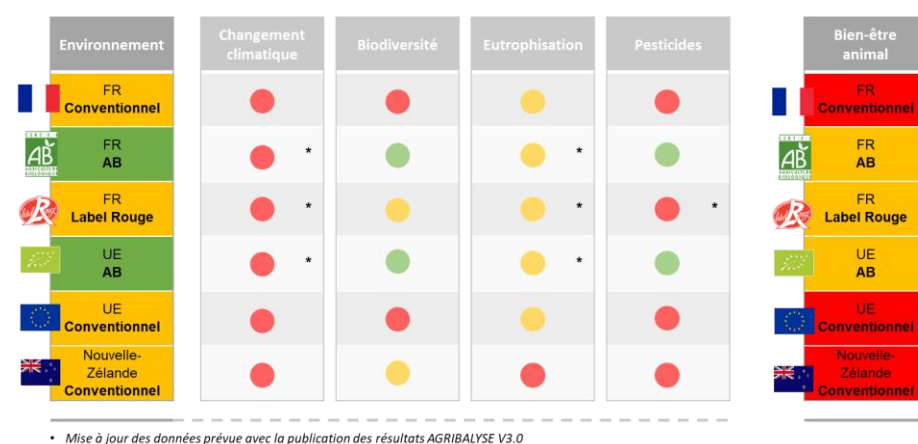 Environnement
Changement
climatique
Biodiversité
Eutrophisation
Pesticides
Bien-être
animal
FR
Conventionnel
FR
Conventionnel
AB
FR
AB
*
*
AB
FR
AB
FR
Label Rouge
*
*
*
FR
Label Rouge
UE
AB
*
*
UE
AB
UE
Conventionnel
UE
Conventionnel
Nouvelle-
Zélande
Conventionnel
Nouvelle-
Zélande
Conventionnel
• Mise à jour des données prévue avec la publication des résultats AGRIBALYSE V3.0